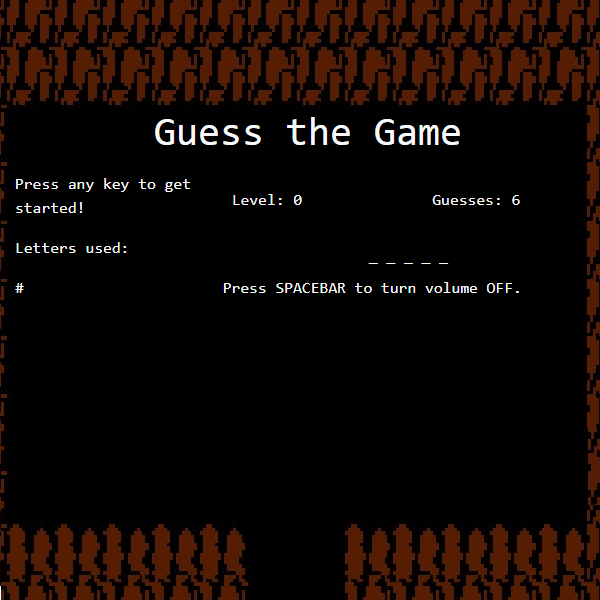 Guess the Game
Press any key to get
started!
Level: 0
Guesses: 6
Letters used:
_ _ _ _ _
#
Press SPACEBAR to turn volume OFF.